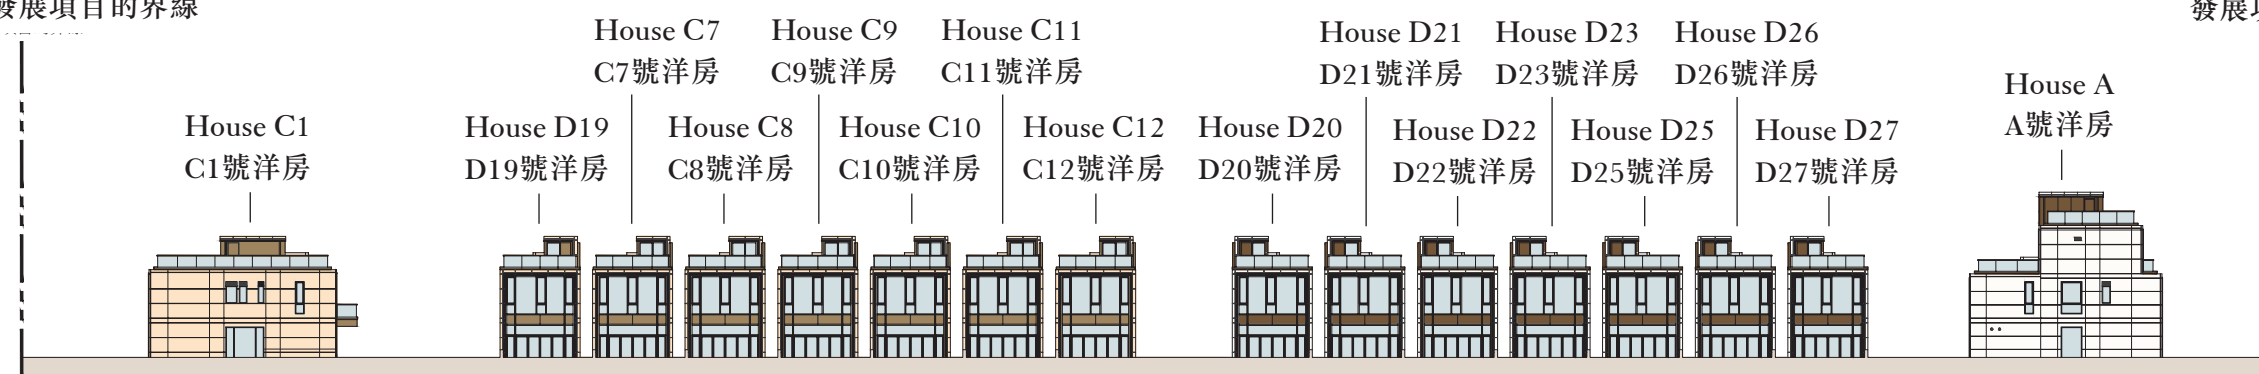 發展項目的界線
發展
House C7
C7號洋房
House C9
C9號洋房
House C11
C11號洋房
House D21
D21號洋房
House D23
D23號洋房
House D26
D26號洋房
House A
A號洋房
House C1
C1號洋房
House D19
D19號洋房
House C8
C8號洋房
House C10
C10號洋房
House C12
C12號洋房
House D20
D20號洋房
House D22
D22號洋房
House D25
D25號洋房
House D27
D27號洋房